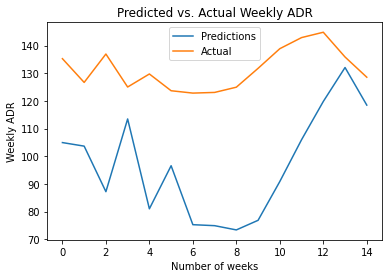 Predicted vs. Actual Weekly ADR
Predictions
Actual
Weekly ADR
140
130
120
110
100
90
80
70
0 2 4 6 8 10 12 14
Number of weeks